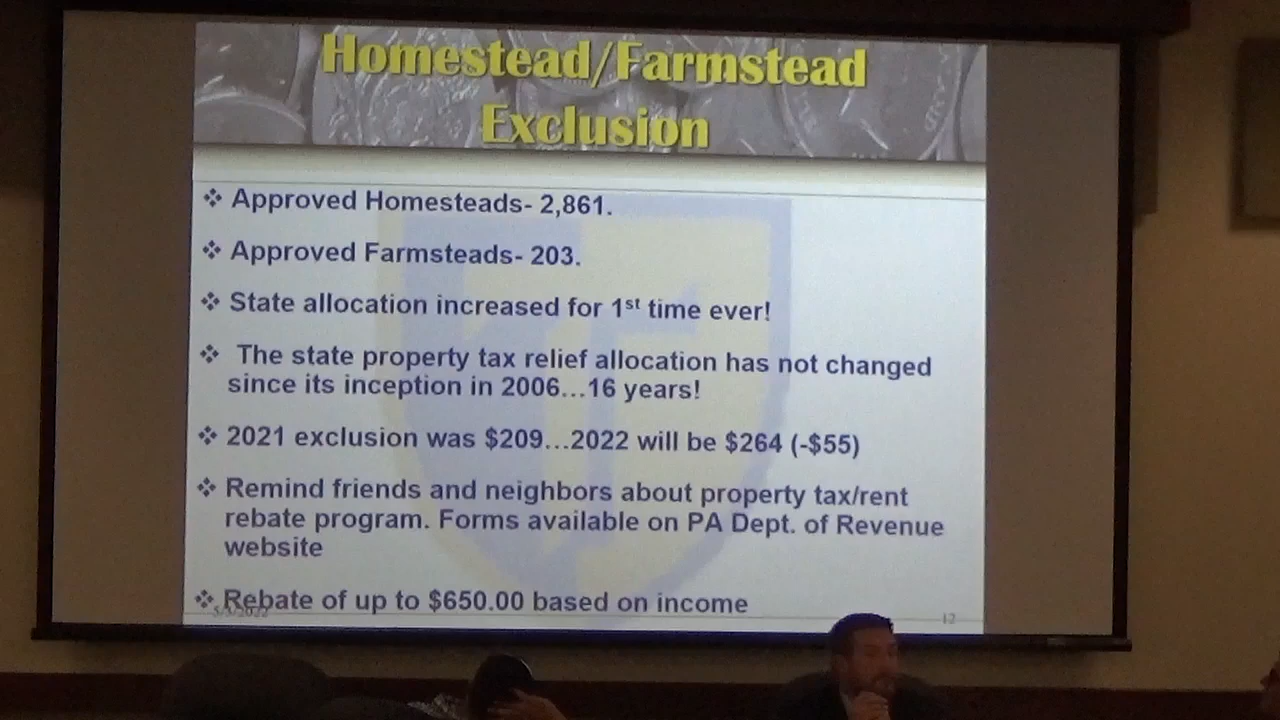 Homestead/Farmstead
Exclusion
❖ Approved Homesteads- 2,861.
❖ Approved Farmsteads- 203.
❖ State allocation increased for 1st time ever!
❖ The state property tax relief allocation has not changed
since its inception in 2006…16 years!
❖ 2021 exclusion was $209…2022 will be $264 (-$55)
❖ Remind friends and neighbors about property tax/rent
rebate program. Forms available on PA Dept. of Revenue
website
❖ Rebate of up to $650.00 based on income
12